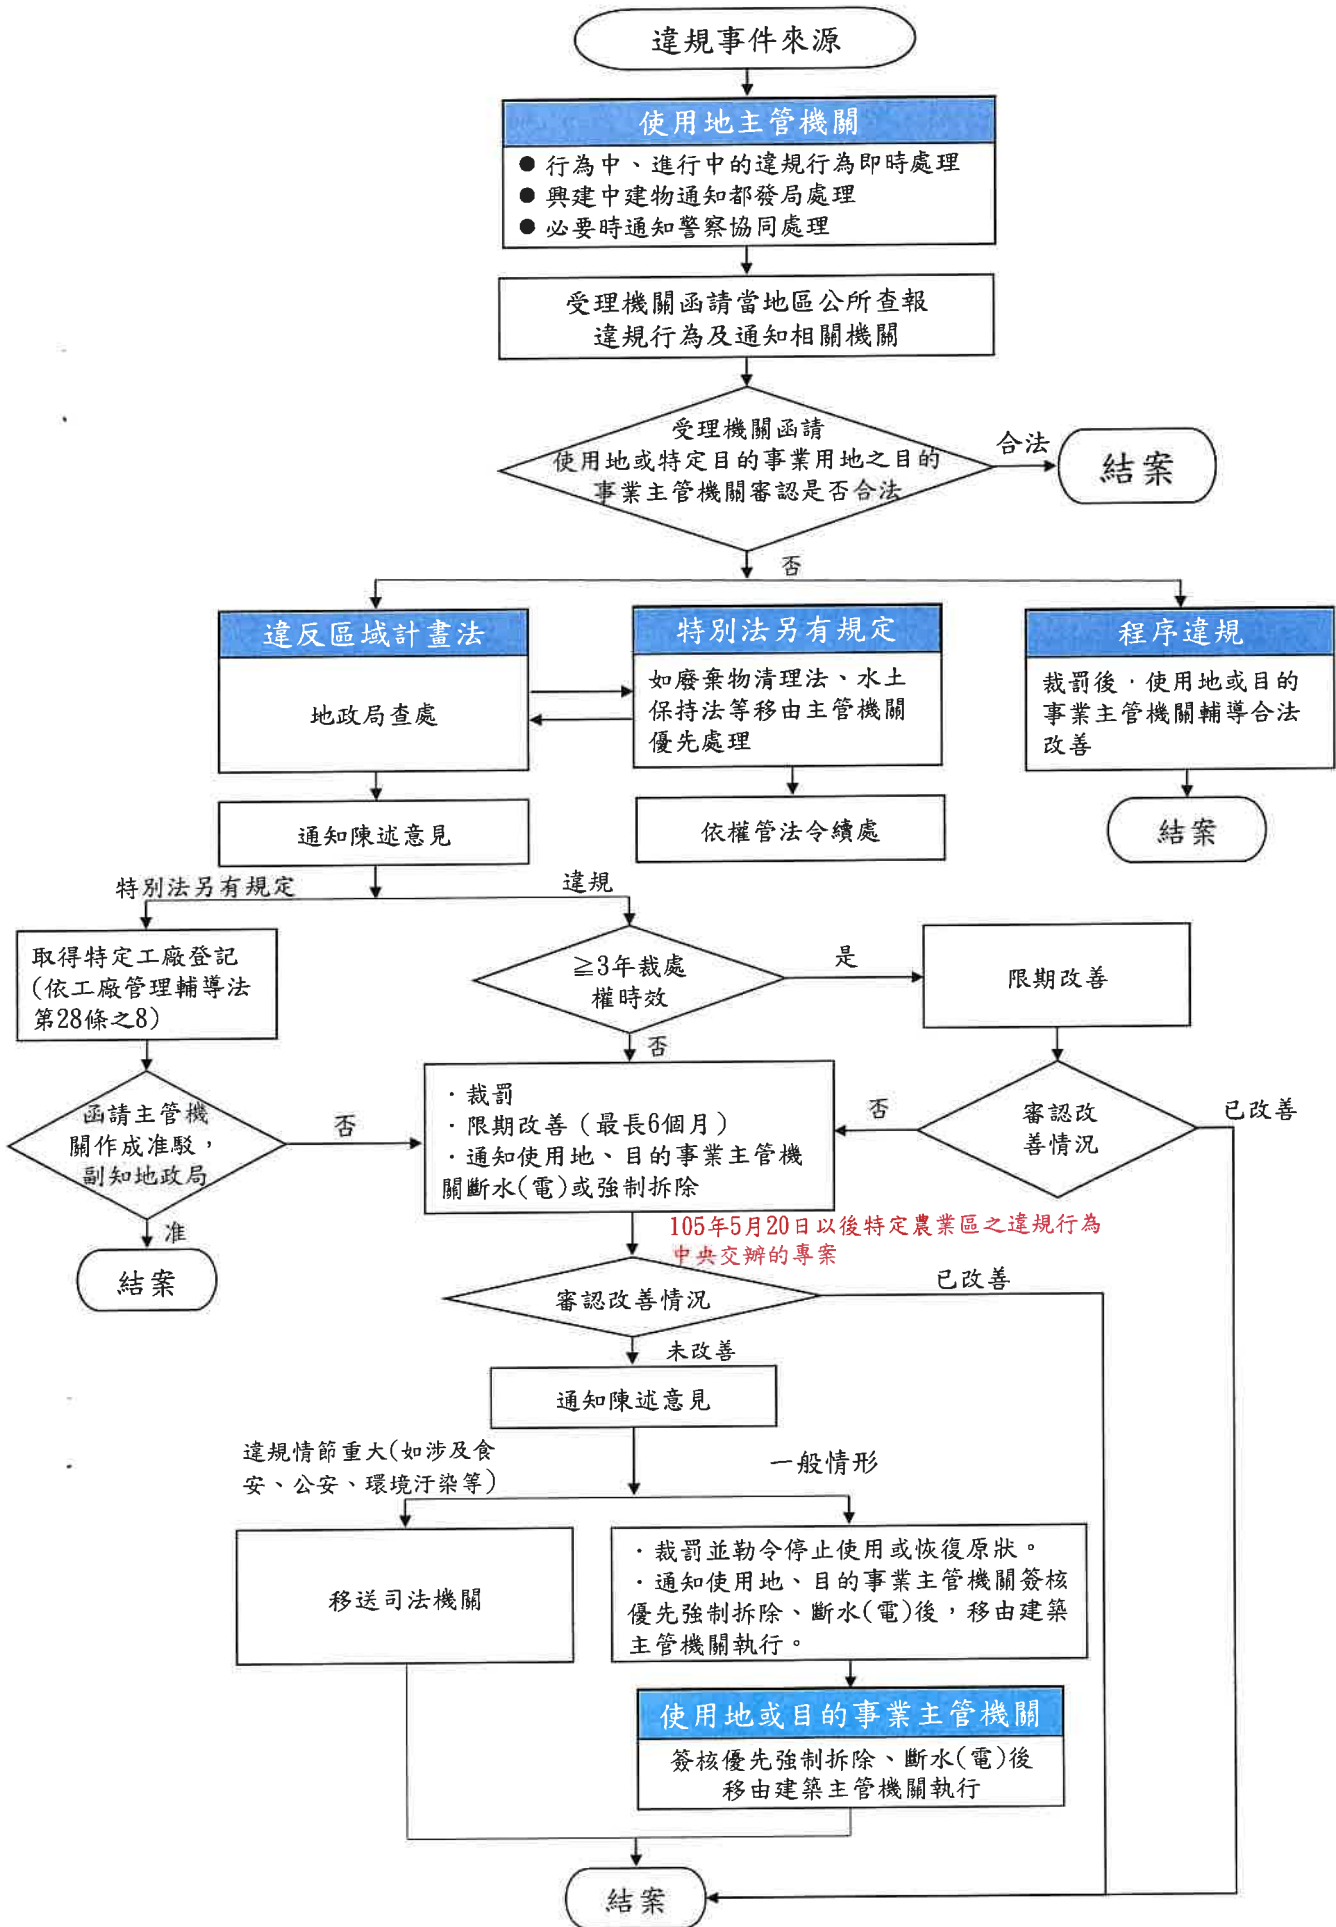 違規事件來源
使用地主管機關
● 行為中、進行中的違規行為即時處理
● 興建中建物通知都發局處理
● 必要時通知警察協同處理
受理機關函請當地區公所查報
違規行為及通知相關機關
受理機關函請
使用地或特定目的事業用地之目的
事業主管機關審認是否合法
合法
結案
否
違反區域計畫法
地政局查處
特別法另有規定
如廢棄物清理法、水土
保持法等移由主管機關
優先處理
程序違規
裁罰後，使用地或目的
事業主管機關輔導合法
改善
通知陳述意見
依權管法令續處
結案
特別法另有規定
違規
取得特定工廠登記
(依工廠管理輔導法
第28條之8)
≧3年裁處
權時效
是
限期改善
否
函請主管機
關作成准駁，
副知地政局
否
．裁罰
．限期改善（最長6個月）
．通知使用地、目的事業主管機
關斷水(電)或強制拆除
否
審認改
善情況
已改善
准
結案
105年5月20日以後特定農業區之違規行為
中央交辦的專案
審認改善情況
已改善
未改善
通知陳述意見
違規情節重大(如涉及食
安、公安、環境汙染等)
一般情形
移送司法機關
．裁罰並勒令停止使用或恢復原狀。
．通知使用地、目的事業主管機關簽核
優先強制拆除、斷水(電)後，移由建築
主管機關執行。
使用地或目的事業主管機關
簽核優先強制拆除、斷水(電)後
移由建築主管機關執行
結案